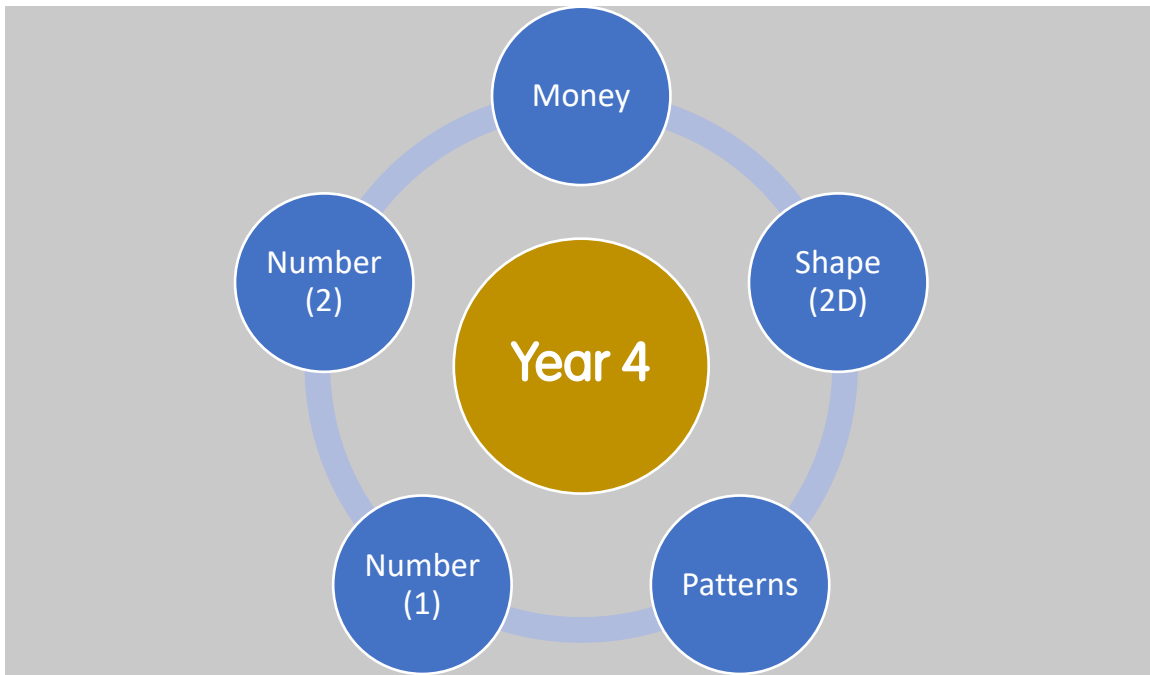 Money
Number
(2)
Shape
(2D)
Year 4
Number
(1)
Patterns